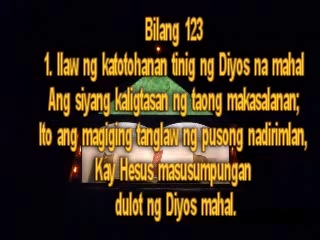 Bilang 123
1. Ilaw ng katotohanan tinig ng Diyos na mahal
Ang siyang kaligtasan ng taong makasalanan;
Ito ang magiging tanglaw ng pusong nadirimlan,
Kay Hesus masusumpungan
dulot ng Diyos mahal.